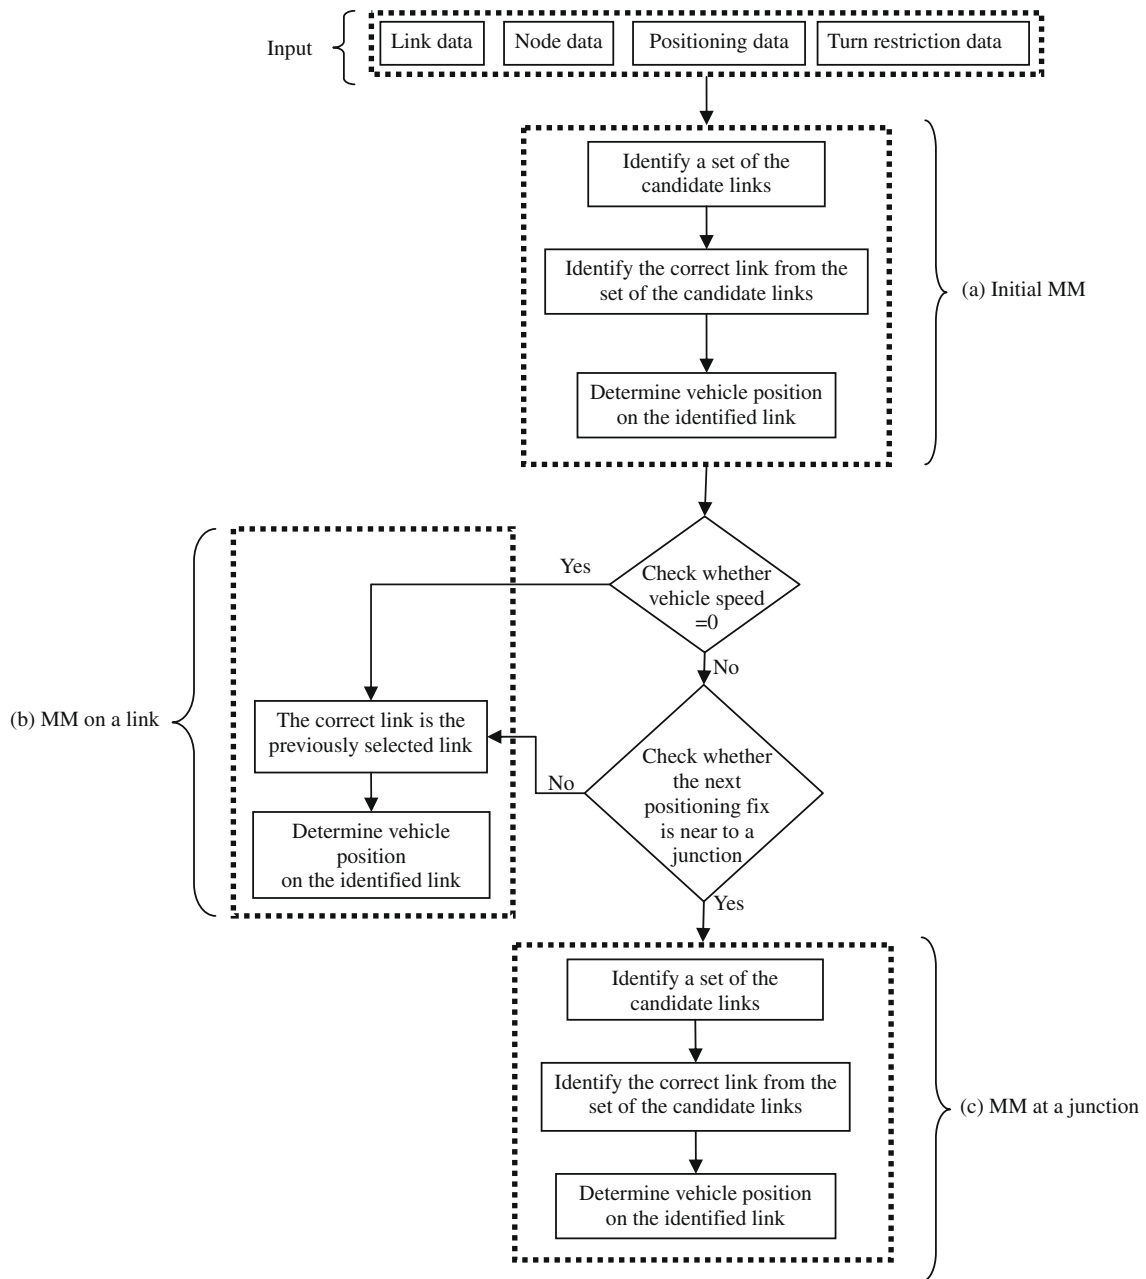 Input
Link data
Node data
Positioning data
Turn restriction data
Identify a set of the
candidate links
Identify the correct link from the
set of the candidate links
(a) Initial MM
Determine vehicle position
on the identified link
Yes
Check whether
vehicle speed
=0
No
(b) MM on a link
The correct link is the
previously selected link
No
Check whether
the next
positioning fix
is near to a
junction
Determine vehicle
position
on the identified link
Yes
Identify a set of the
candidate links
Identify the correct link from the
set of the candidate links
(c) MM at a junction
Determine vehicle position
on the identified link